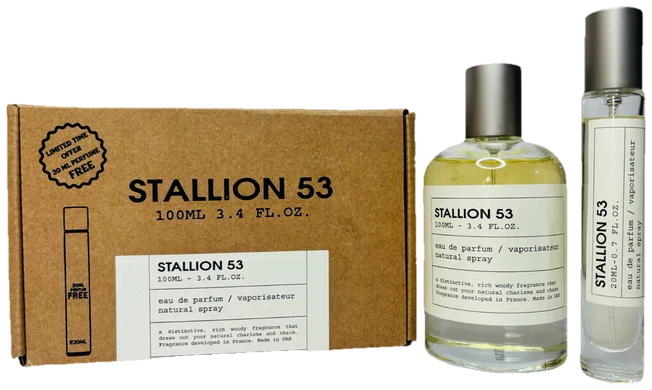 LIMITED TIME
OFFER
20 ML PERFUME
FREE
STALLION 53
100ML 3.4 FL.OZ.
20ML
PERFUME
FREE
STALLION 53
100ML - 3.4 FL.OZ.
eau de parfum / vaporisateur
natural spray
a distinctive, rich woody fragrance that
draws out your natural charisma and charm.
Fragrance developed in France. Made in UAE
STALLION 53
100ML - 3.4 FL.OZ.
eau de parfum / vaporisateur
natural spray
a distinctive, rich woody fragrance that
draws out your natural charisma and charm.
Fragrance developed in France. Made in UAE
STALLION 53
20ML-0.7 FL.OZ.
eau de parfum / vaporisateur
natural spray